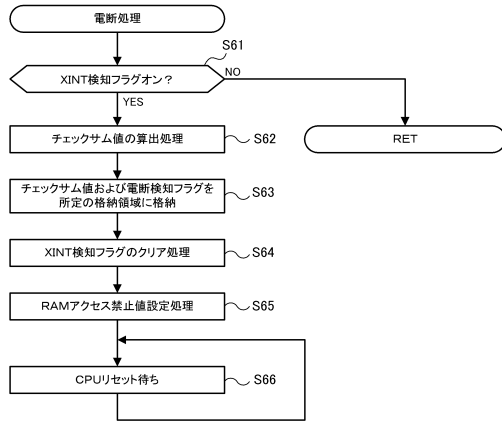 電断処理
S61
XINT検知フラグオン？
NO
YES
チェックサム値の算出処理
S62
RET
チェックサム値および電断検知フラグを
所定の格納領域に格納
S63
XINT検知フラグのクリア処理
S64
RAMアクセス禁止値設定処理
S65
CPUリセット待ち
S66